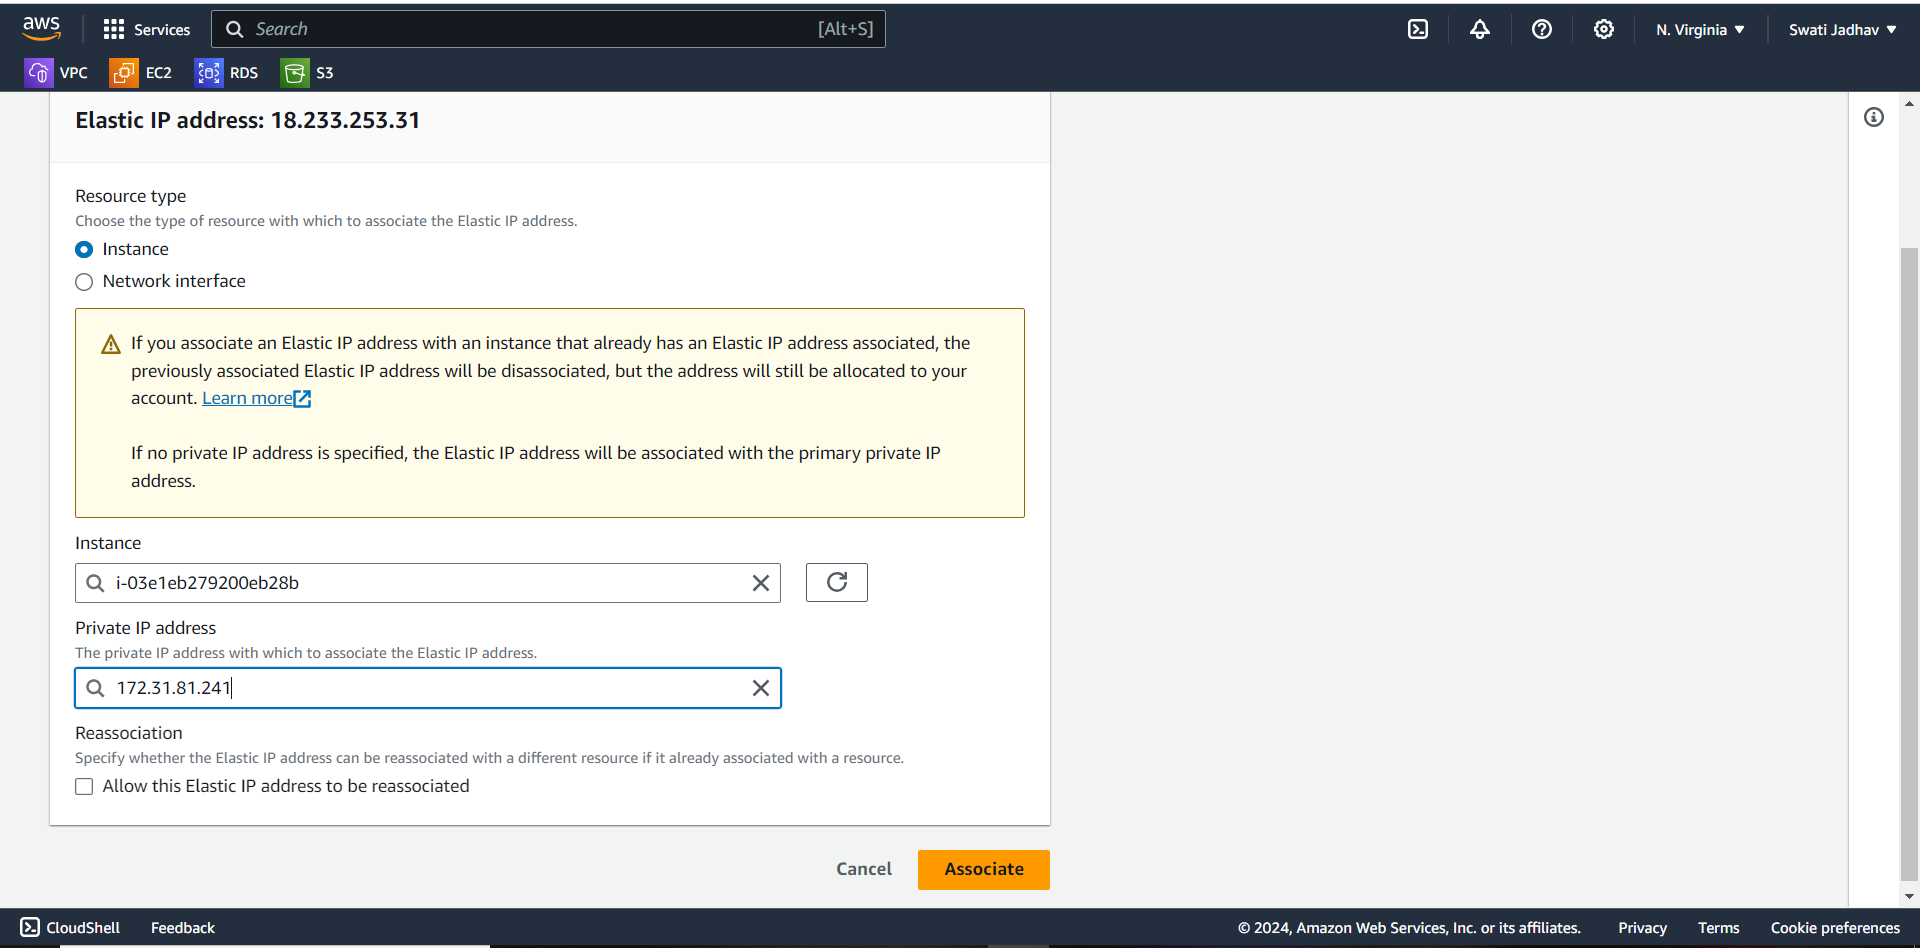 aws
Services
Search
[Alt+S]
N. Virginia
Swati Jadhav
VPC
EC2
RDS
S3
Elastic IP address: 18.233.253.31
Resource type
Choose the type of resource with which to associate the Elastic IP address.
Instance
Network interface
If you associate an Elastic IP address with an instance that already has an Elastic IP address associated, the
previously associated Elastic IP address will be disassociated, but the address will still be allocated to your
account. Learn more
If no private IP address is specified, the Elastic IP address will be associated with the primary private IP
address.
Instance
i-03e1eb279200eb28b
Private IP address
The private IP address with which to associate the Elastic IP address.
172.31.81.241
Reassociation
Specify whether the Elastic IP address can be reassociated with a different resource if it already associated with a resource.
Allow this Elastic IP address to be reassociated
Cancel
Associate
CloudShell
Feedback
© 2024, Amazon Web Services, Inc. or its affiliates.
Privacy
Terms
Cookie preferences